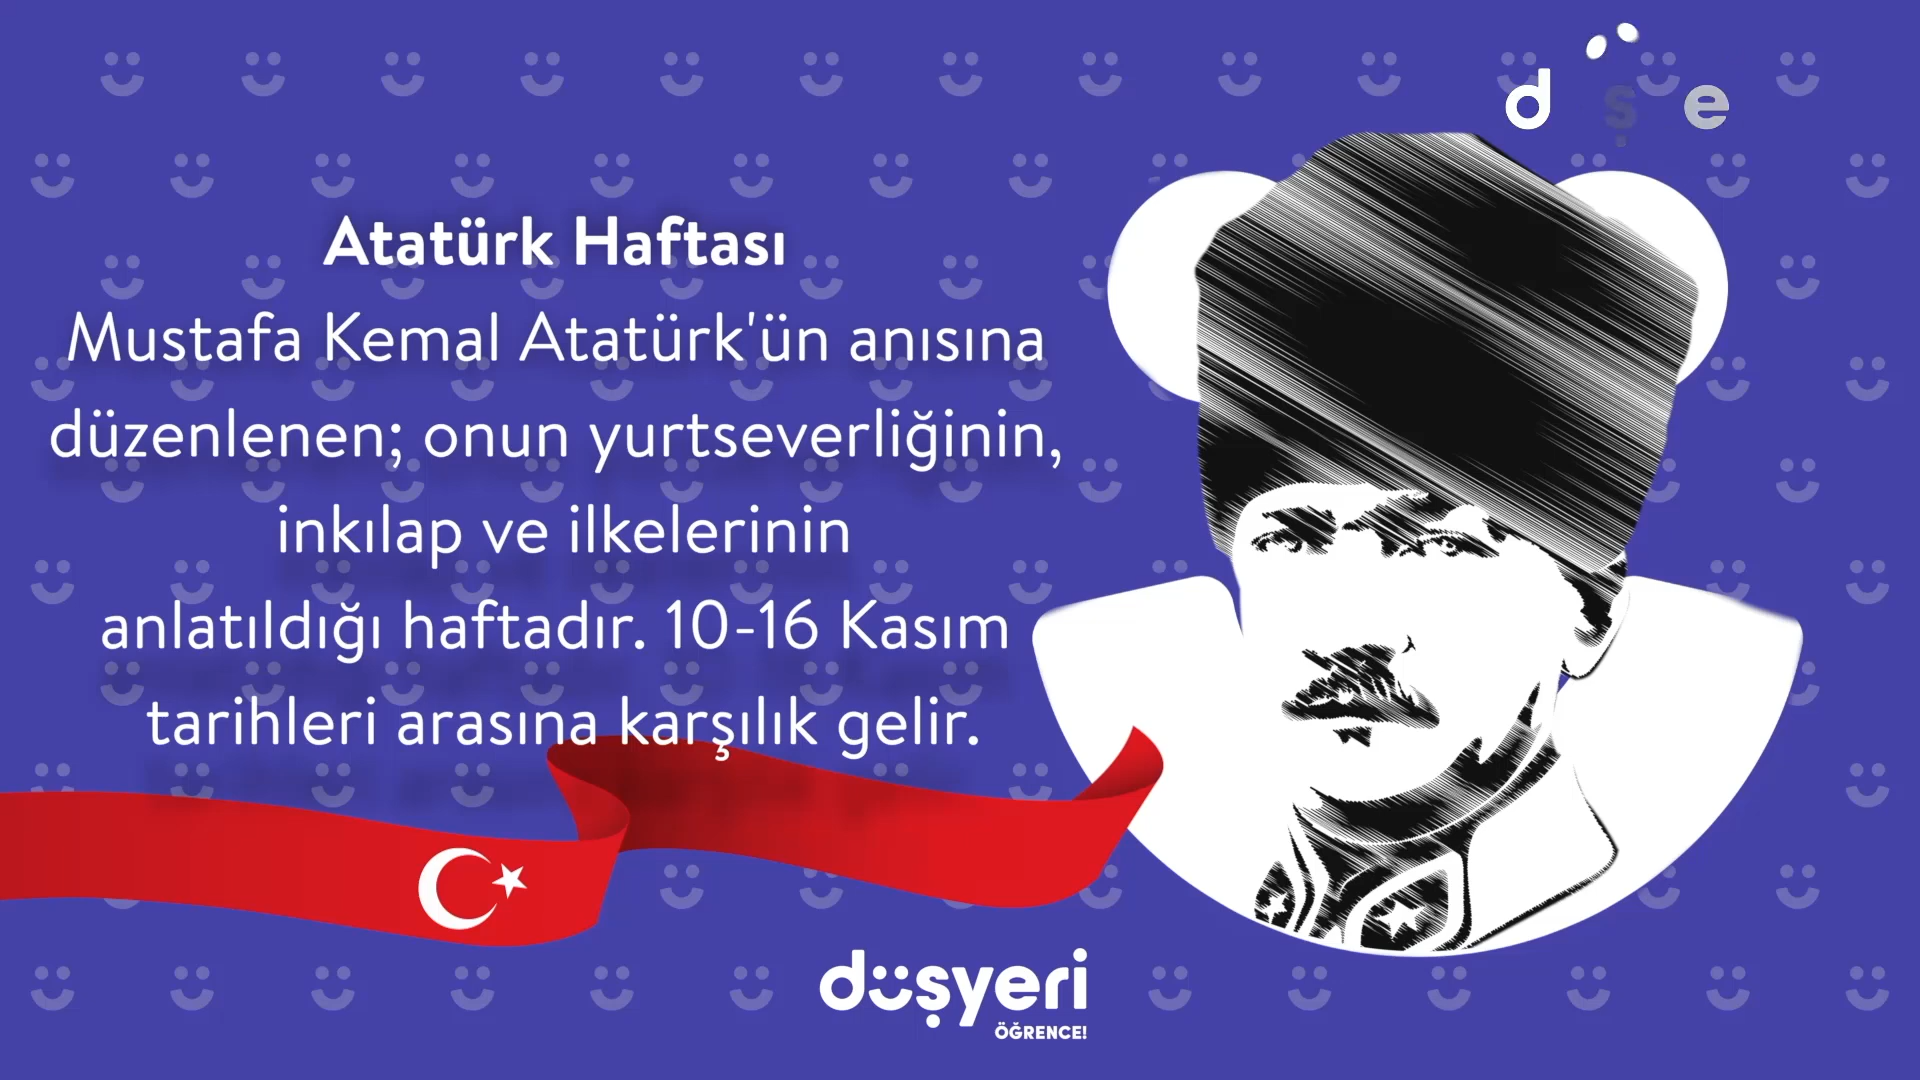 d ş e
Atatürk Haftası
Mustafa Kemal Atatürk'ün anısına
düzenlenen; onun yurtseverliğinin,
inkılap ve ilkelerinin
anlatıldığı haftadır. 10-16 Kasım
tarihleri arasına karşılık gelir.
düşyeri
ÖĞRENCE!